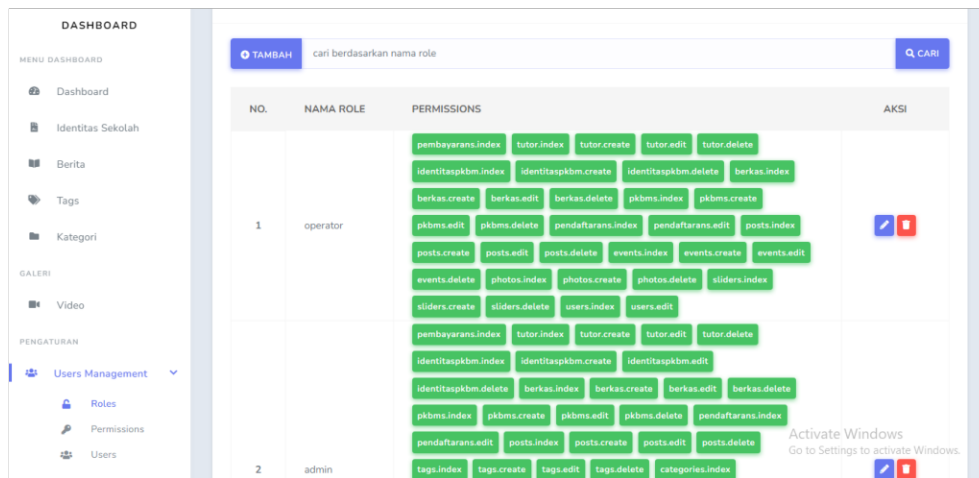 DASHBOARD
MENU DASHBOARD
Dashboard
Identitas Sekolah
Berita
Tags
Kategori
GALERI
Video
PENGATURAN
Users Management
Roles
Permissions
Users
TAMBAH cari berdasarkan nama role CARI
NO. NAMA ROLE PERMISSIONS AKSI
pembayarans.index tutor.index tutor.create tutor.edit tutor.delete
identitaspkbm.index identitaspkbm.create identitaspkbm.delete berkas.index
berkas.create berkas.edit berkas.delete pkbms.index pkbms.create
1 operator pkbms.edit pkbms.delete pendaftarans.index pendaftarans.edit posts.index
posts.create posts.edit posts.delete events.index events.create events.edit
events.delete photos.index photos.create photos.delete sliders.index
sliders.create sliders.delete users.index users.edit
pembayarans.index tutor.index tutor.create tutor.edit tutor.delete
identitaspkbm.index identitaspkbm.create identitaspkbm.edit
identitaspkbm.delete berkas.index berkas.create berkas.edit berkas.delete
pkbms.index pkbms.create pkbms.edit pkbms.delete pendaftarans.index
pendaftarans.edit posts.index posts.create posts.edit posts.delete
2 admin tags.index tags.create tags.edit tags.delete categories.index
Activate Windows
Go to Settings to activate Windows.